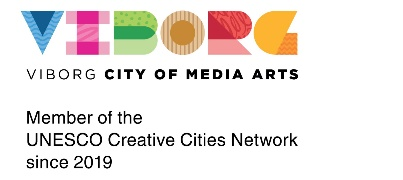 VIBORG
VIBORG CITY OF MEDIA ARTS
Member of the
UNESCO Creative Cities Network
since 2019